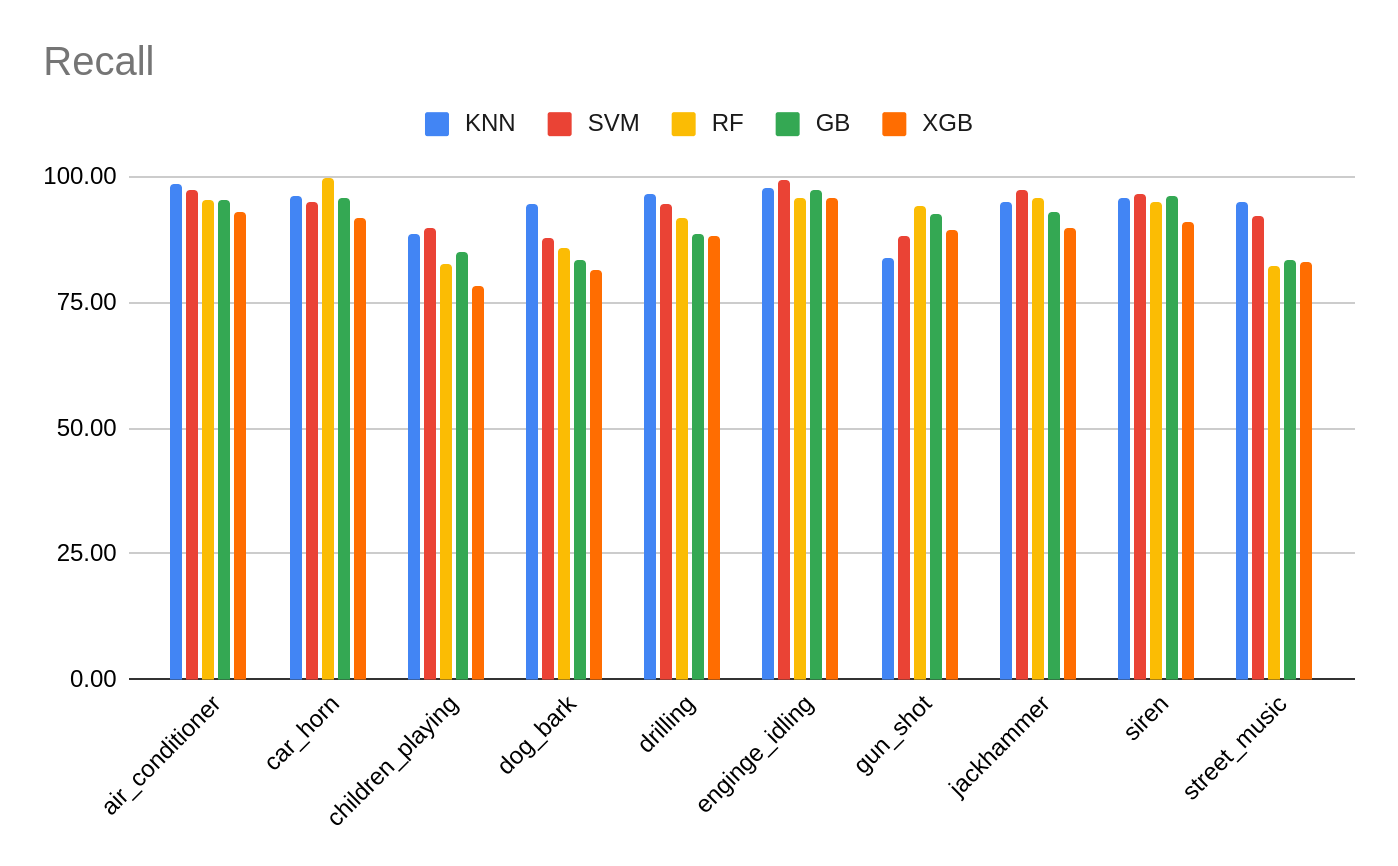 Recall
KNN SVM RF GB XGB
100.00
75.00
50.00
25.00
0.00
air_conditioner
car_horn
children_playing
dog_bark
drilling
enginge_idling
gun_shot
jackhammer
siren
street_music